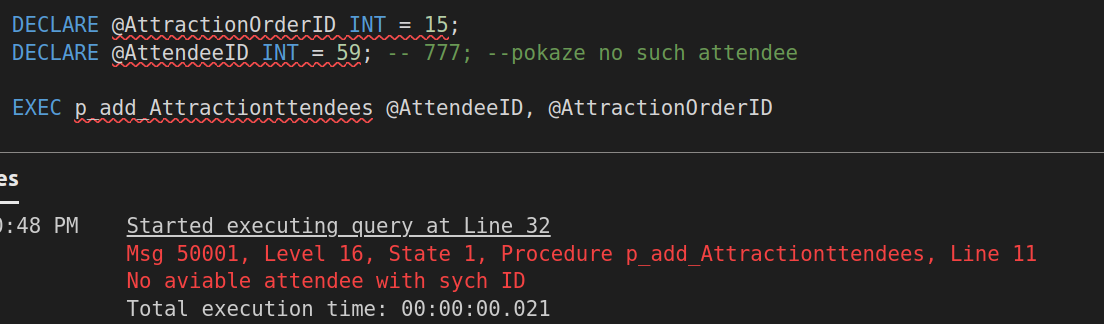 DECLARE @AttractionOrderID INT = 15;
DECLARE @AttendeeID INT = 59; -- 777; --pokaze no such attendee
EXEC p_add_Attractionttendees @AttendeeID, @AttractionOrderID
es
0:48 PM Started executing query at Line 32
Msg 50001, Level 16, State 1, Procedure p_add_Attractionttendees, Line 11
No aviable attendee with sych ID
Total execution time: 00:00:00.021